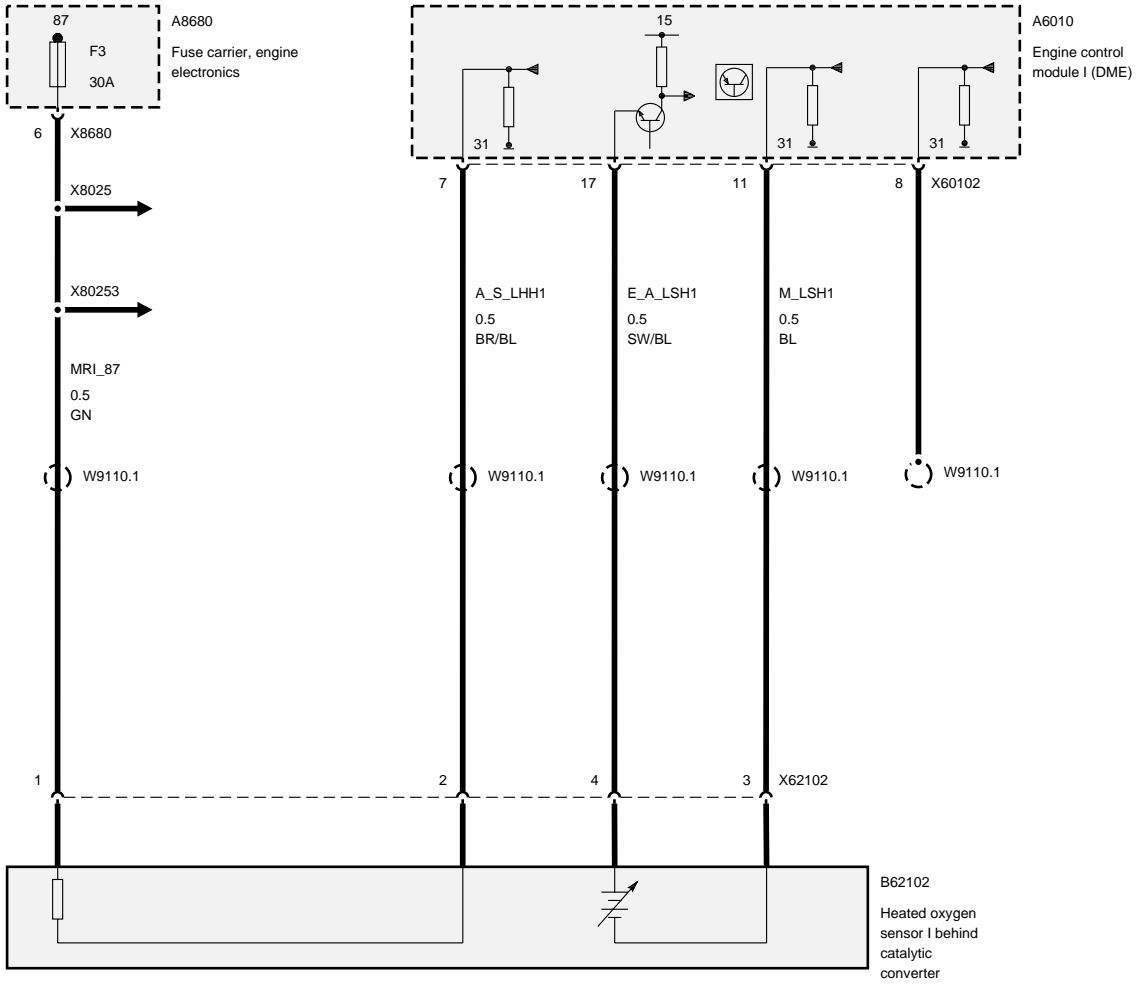 87
F3
30A
A8680
Fuse carrier, engine
electronics
15
31
31
31
A6010
Engine control
module I (DME)
6
X8680
7
17
11
8
X60102
X8025
X80253
MRI_87
0.5
GN
A_S_LHH1
0.5
BR/BL
E_A_LSH1
0.5
SW/BL
M_LSH1
0.5
BL
W9110.1
W9110.1
W9110.1
W9110.1
W9110.1
1
2
4
3
X62102
B62102
Heated oxygen
sensor I behind
catalytic
converter